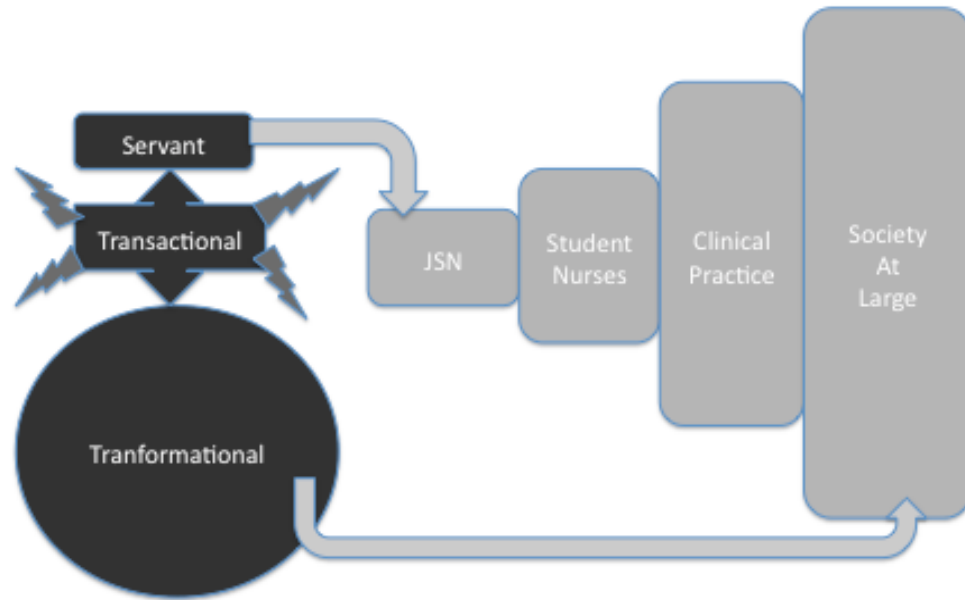 Servant
Transactional
Tranformational
JSN
Student
Nurses
Clinical
Practice
Society
At
Large